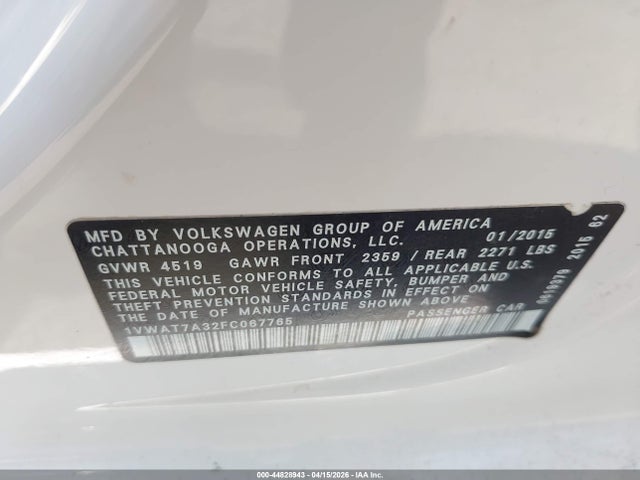 MFD BY VOLKSWAGEN GROUP OF AMERICA
CHATTANOOGA OPERATIONS, LLC. 01/2015
GVWR 4519 GAWR FRONT 2359 / REAR 2271 LBS
THIS VEHICLE CONFORMS TO ALL APPLICABLE U.S.
FEDERAL MOTOR VEHICLE SAFETY, BUMPER AND
THEFT PREVENTION STANDARDS IN EFFECT ON
THE DATE OF MANUFACTURE SHOWN ABOVE
1VWAT7A32FC067765 PASSENGER CAR
2015 62
000-44828943 - 04/15/2026 - IAA Inc.